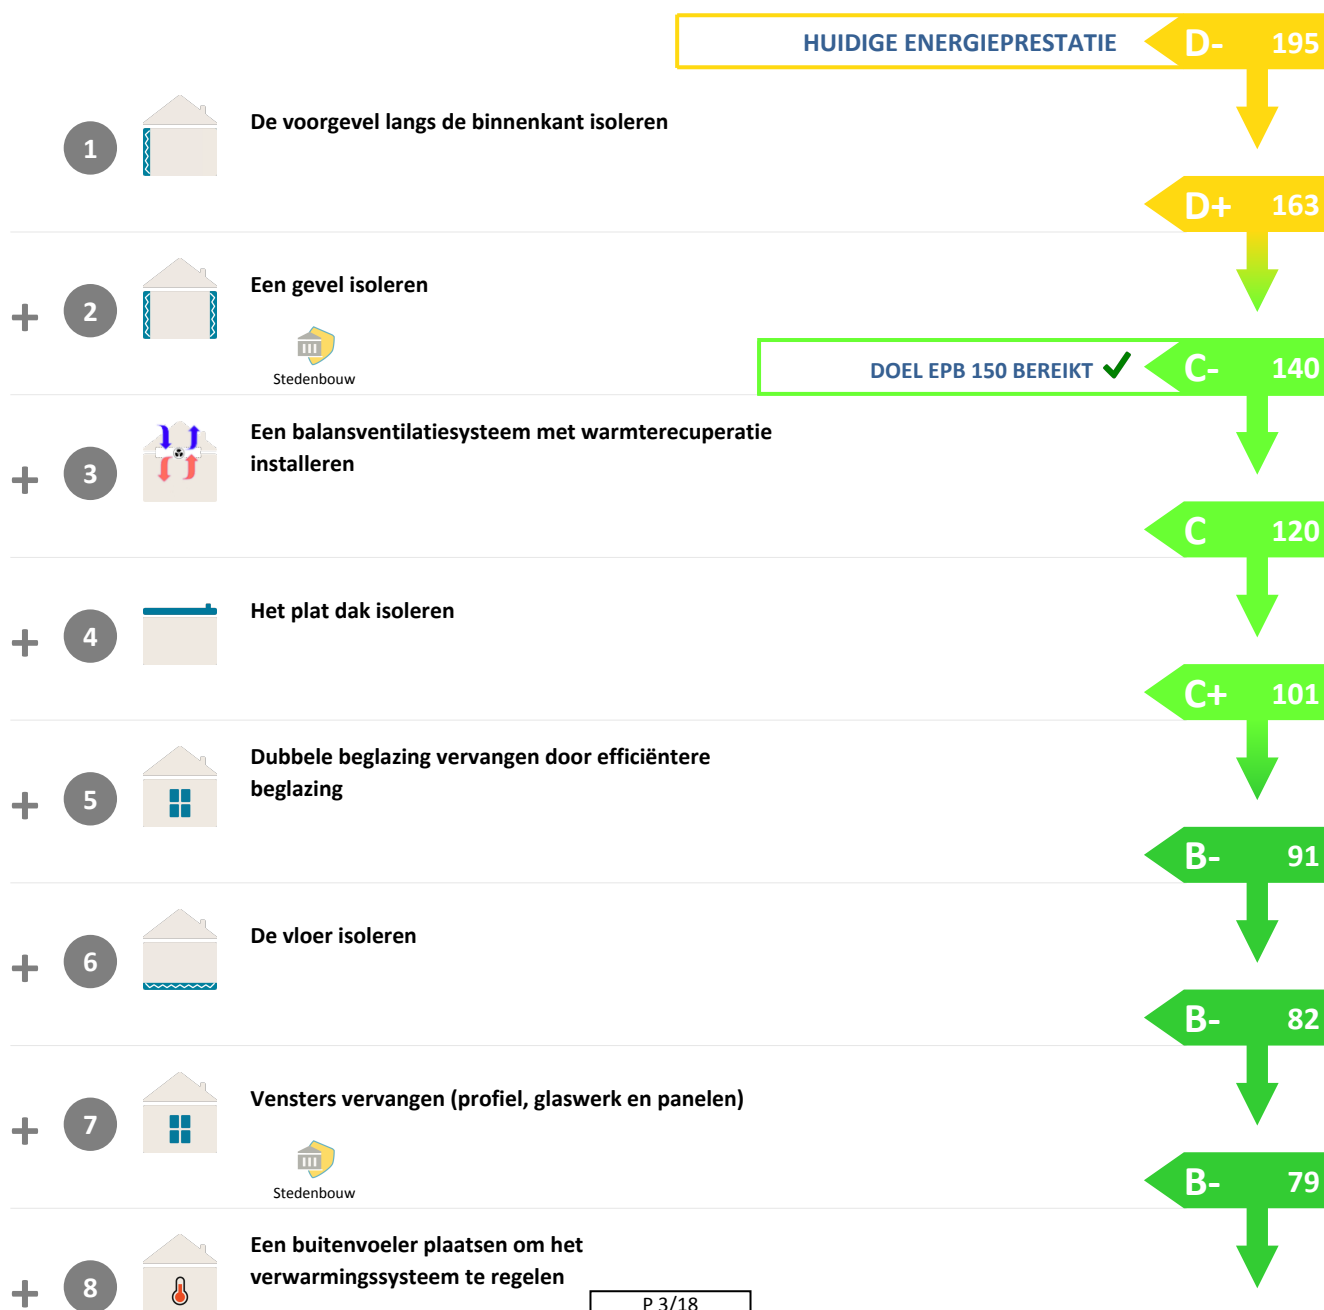 HUIDIGE ENERGIEPRESTATIE D- 195
1 De voorgevel langs de binnenkant isoleren
D+ 163
+ 2 Een gevel isoleren
Stedenbouw
DOEL EPB 150 BEREIKT ✓ C- 140
+ 3 Een balansventilatiesysteem met warmterecuperatie
installeren
C 120
+ 4 Het plat dak isoleren
C+ 101
+ 5 Dubbele beglazing vervangen door efficiëntere
beglazing
B- 91
+ 6 De vloer isoleren
B- 82
+ 7 Vensters vervangen (profiel, glaswerk en panelen)
Stedenbouw
B- 79
+ 8 Een buitenvoeler plaatsen om het
verwarmingssysteem te regelen
P 3/18